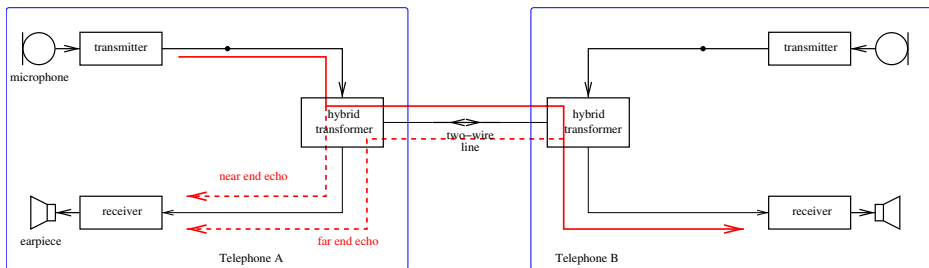 transmitter
transmitter
microphone
hybrid
transformer
two-wire
line
hybrid
transformer
near end echo
receiver
receiver
earpiece
far end echo
Telephone A
Telephone B